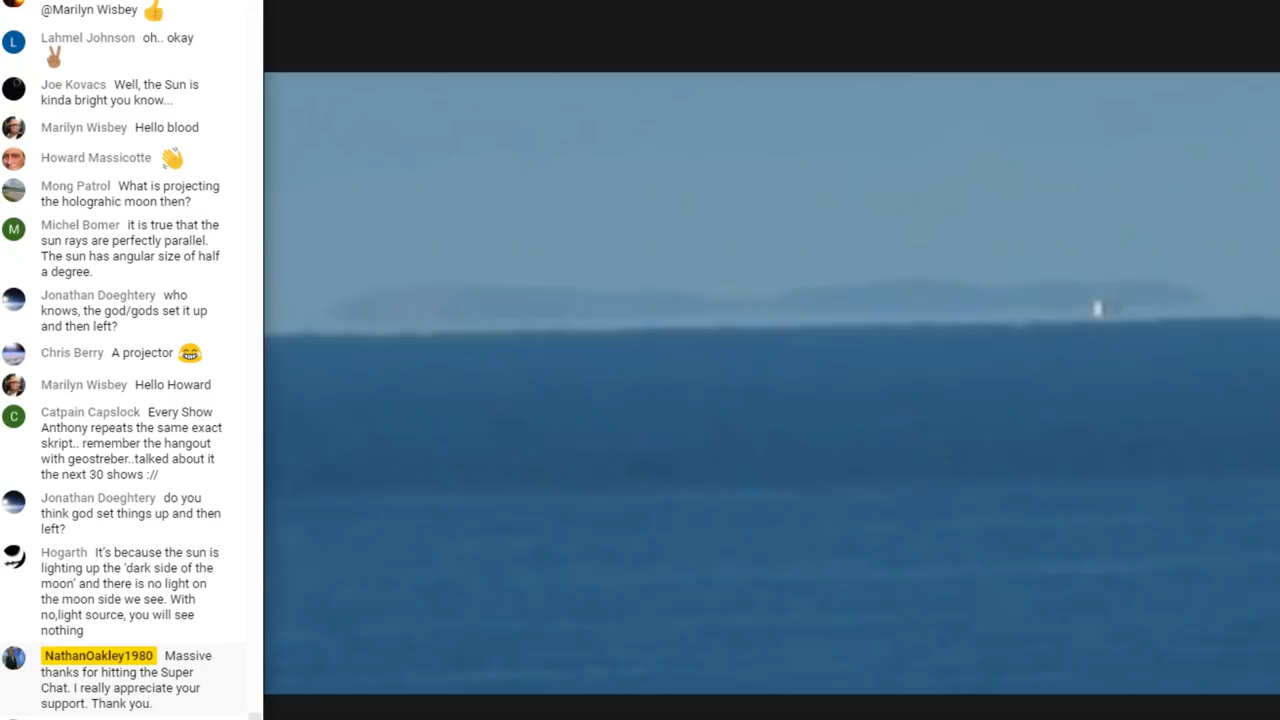 @Marilyn Wisbey 👍
Lahmel Johnson oh.. okay
✌🏽
Joe Kovacs Well, the Sun is
kinda bright you know...
Marilyn Wisbey Hello blood
Howard Massicotte 👋
Mong Patrol What is projecting
the holograhic moon then?
M
Michel Bomer it is true that the
sun rays are perfectly parallel.
The sun has angular size of half
a degree.
Jonathan Doeghtery who
knows, the god/gods set it up
and then left?
Chris Berry A projector 😂
Marilyn Wisbey Hello Howard
C
Catpain Capslock Every Show
Anthony repeats the same exact
skript.. remember the hangout
with geostreber..talked about it
the next 30 shows ://
Jonathan Doeghtery do you
think god set things up and then
left?
Hogarth It's because the sun is
lighting up the 'dark side of the
moon' and there is no light on
the moon side we see. With
no,light source, you will see
nothing
NathanOakley1980 Massive
thanks for hitting the Super
Chat. I really appreciate your
support. Thank you.